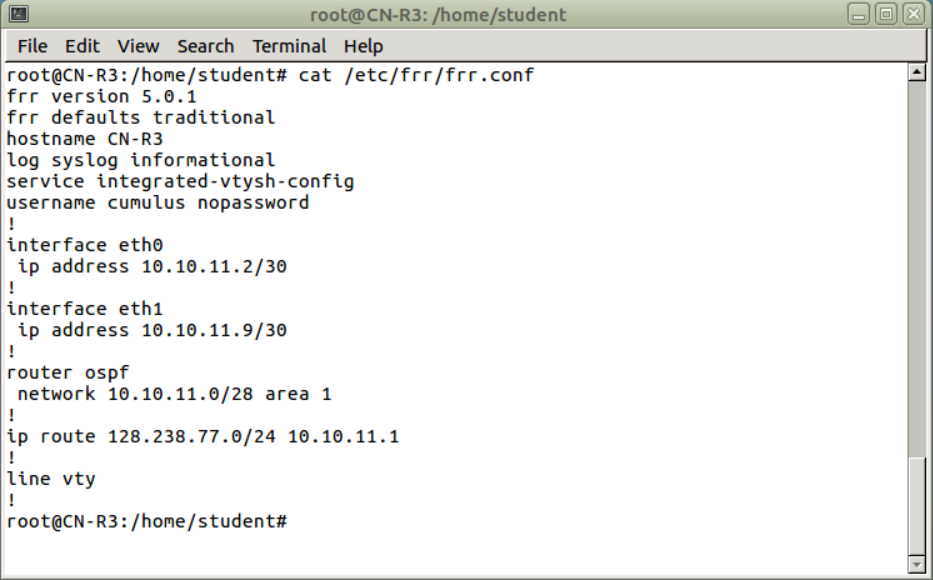 root@CN-R3: /home/student
File Edit View Search Terminal Help
root@CN-R3:/home/student# cat /etc/frr/frr.conf
frr version 5.0.1
frr defaults traditional
hostname CN-R3
log syslog informational
service integrated-vtysh-config
username cumulus nopassword
!
interface eth0
 ip address 10.10.11.2/30
!
interface eth1
 ip address 10.10.11.9/30
!
router ospf
 network 10.10.11.0/28 area 1
!
ip route 128.238.77.0/24 10.10.11.1
!
line vty
!
root@CN-R3:/home/student#